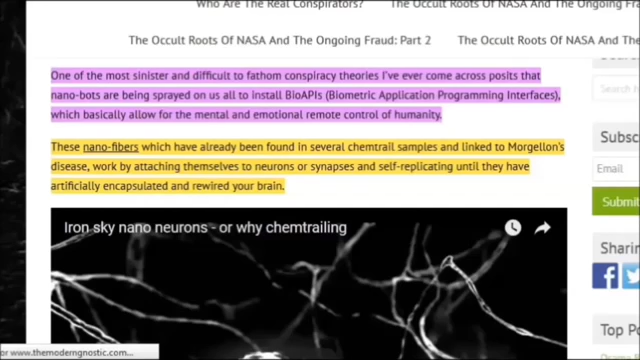 Who Are The Real Conspirators?
The Occult Roots Of NASA And The Ongoing Fra
The Occult Roots Of NASA And The Ongoing Fraud: Part 2
The Occult Roots Of NASA And The
One of the most sinister and difficult to fathom conspiracy theories I've ever come across posits that
nano-bots are being sprayed on us all to install BioAPIs (Biometric Application Programming Interfaces),
which basically allow for the mental and emotional remote control of humanity.
These nano-fibers which have already been found in several chemtrail samples and linked to Morgellon's
disease, work by attaching themselves to neurons or synapses and self-replicating until they have
artificially encapsulated and rewired your brain.
Iron sky nano neurons - or why chemtrailing
Search
Subsc
Email
Submit
Sharin
Top Po
or www.themoderngnostic.com...